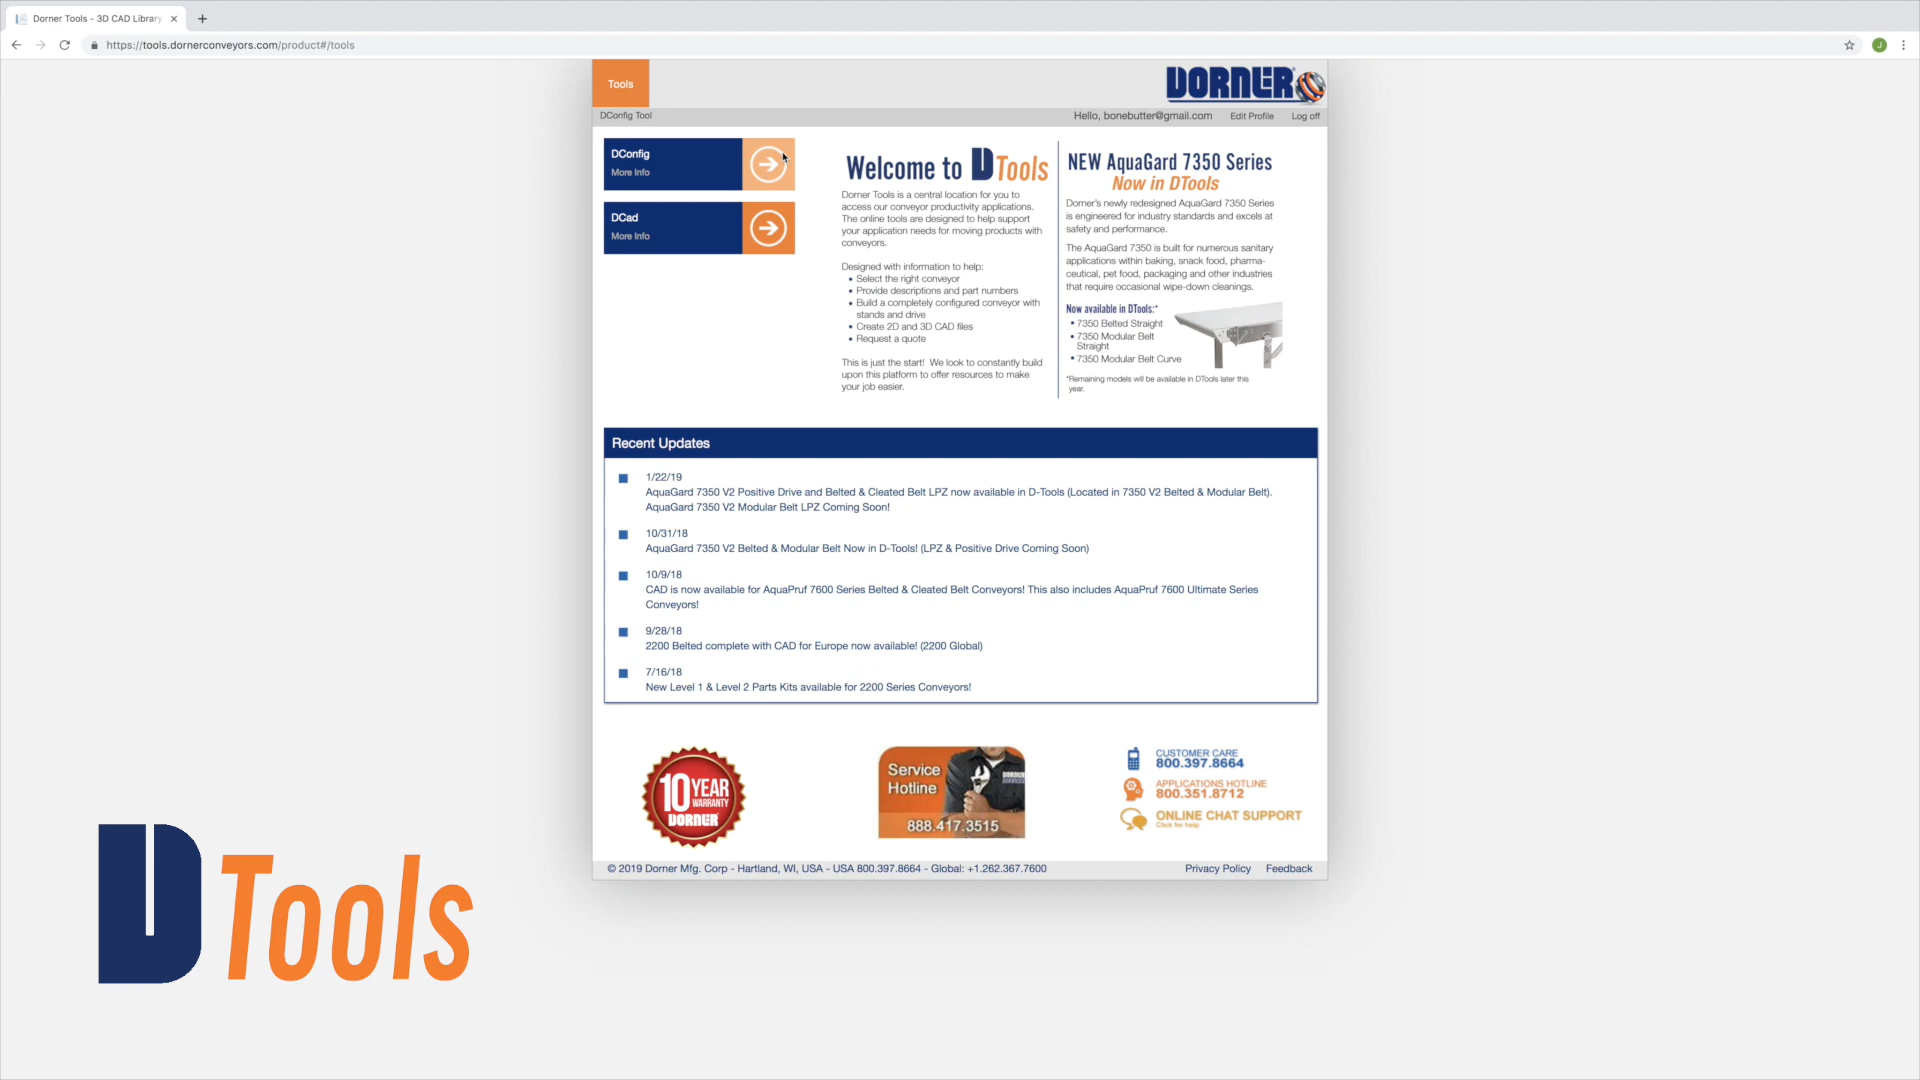 Dorner Tools - 3D CAD Library
https://tools.dornerconveyors.com/product#/tools
J
Tools
DORNER
DConfig Tool
Hello, bonebutter@gmail.com
Edit Profile
Log off
DConfig
More Info
DCad
More Info
Welcome to DTools
Dorner Tools is a central location for you to
access our conveyor productivity applications.
The online tools are designed to help support
your application needs for moving products with
conveyors.
Designed with information to help:
• Select the right conveyor
• Provide descriptions and part numbers
• Build a completely configured conveyor with
stands and drive
• Create 2D and 3D CAD files
• Request a quote
This is just the start! We look to constantly build
upon this platform to offer resources to make
your job easier.
NEW AquaGard 7350 Series
Now in DTools
Dorner's newly redesigned AquaGard 7350 Series
is engineered for industry standards and excels at
safety and performance.
The AquaGard 7350 is built for numerous sanitary
applications within baking, snack food, pharma-
ceutical, pet food, packaging and other industries
that require occasional wipe-down cleanings.
Now available in DTools:*
• 7350 Belted Straight
• 7350 Modular Belt
Straight
• 7350 Modular Belt Curve
*Remaining models will be available in DTools later this
year.
Recent Updates
1/22/19
AquaGard 7350 V2 Positive Drive and Belted & Cleated Belt LPZ now available in D-Tools (Located in 7350 V2 Belted & Modular Belt).
AquaGard 7350 V2 Modular Belt LPZ Coming Soon!
10/31/18
AquaGard 7350 V2 Belted & Modular Belt Now in D-Tools! (LPZ & Positive Drive Coming Soon)
10/9/18
CAD is now available for AquaPruf 7600 Series Belted & Cleated Belt Conveyors! This also includes AquaPruf 7600 Ultimate Series
Conveyors!
9/28/18
2200 Belted complete with CAD for Europe now available! (2200 Global)
7/16/18
New Level 1 & Level 2 Parts Kits available for 2200 Series Conveyors!
10 YEAR
WARRANTY
DORNER
Service
Hotline
DORNER
888.417.3515
CUSTOMER CARE
800.397.8664
APPLICATIONS HOTLINE
800.351.8712
ONLINE CHAT SUPPORT
Click for help
© 2019 Dorner Mfg. Corp - Hartland, WI, USA - USA 800.397.8664 - Global: +1.262.367.7600
Privacy Policy
Feedback
DTools